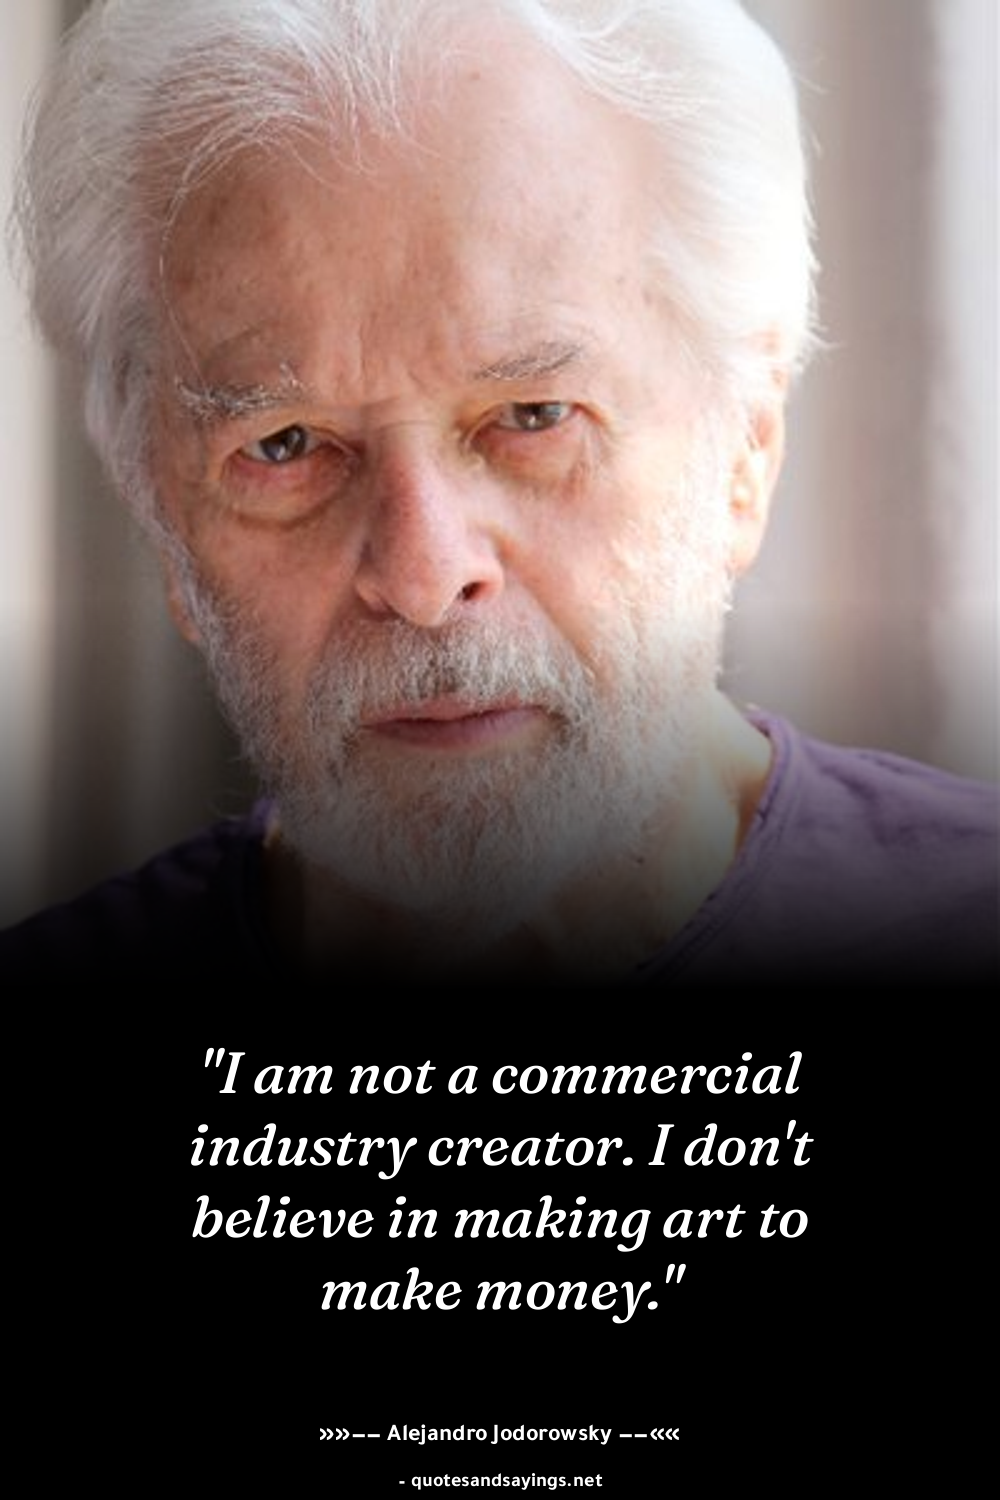 "I am not a commercial
industry creator. I don't
believe in making art to
make money."
»»–– Alejandro Jodorowsky ––««
- quotesandsayings.net